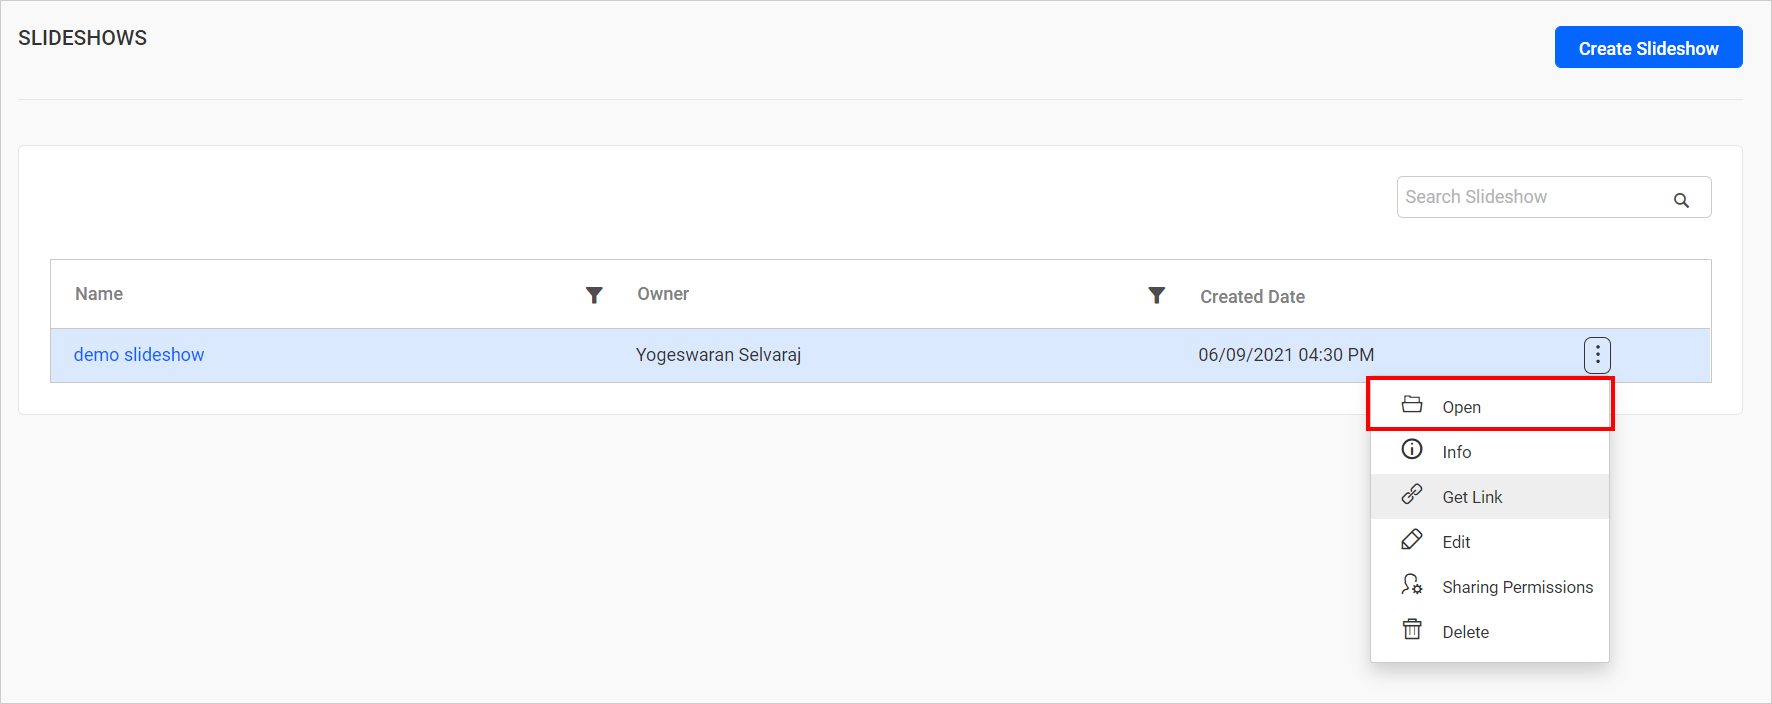 SLIDESHOWS
Create Slideshow
Search Slideshow
Name Owner Created Date
demo slideshow Yogeswaran Selvaraj 06/09/2021 04:30 PM
Open
Info
Get Link
Edit
Sharing Permissions
Delete